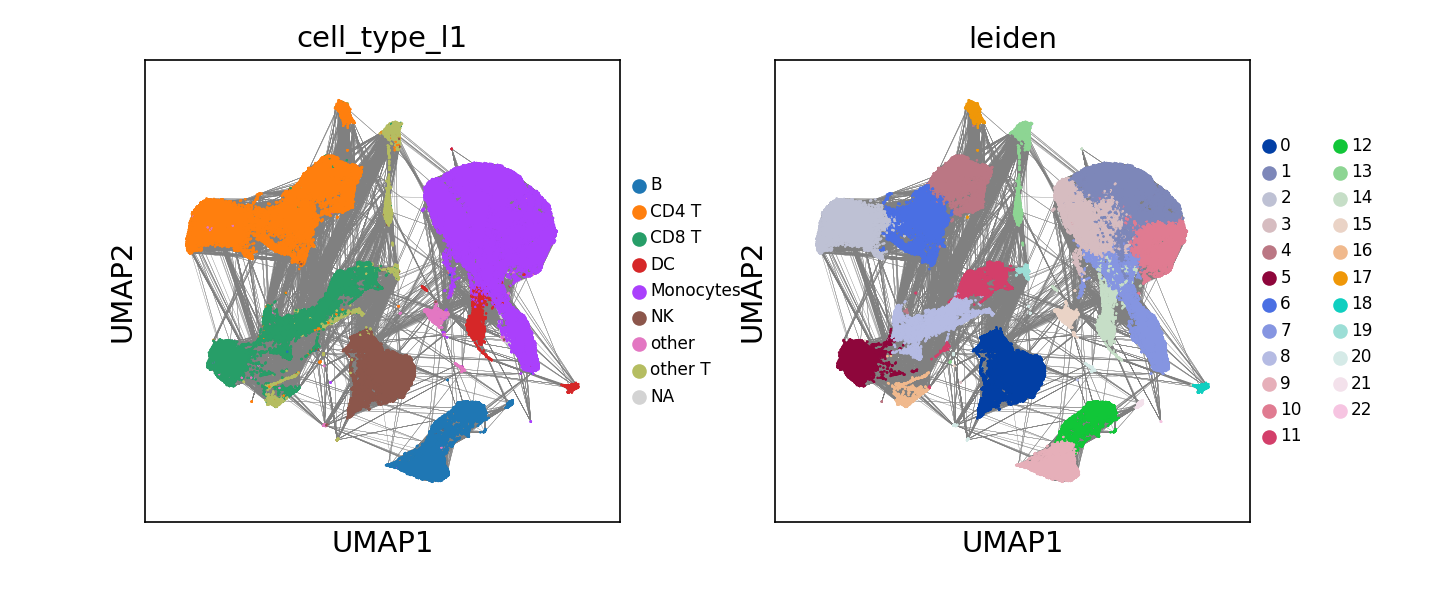 cell_type_l1
UMAP2
UMAP1
B
CD4 T
CD8 T
DC
Monocytes
NK
other
other T
NA
leiden
UMAP2
UMAP1
0
1
2
3
4
5
6
7
8
9
10
11
12
13
14
15
16
17
18
19
20
21
22